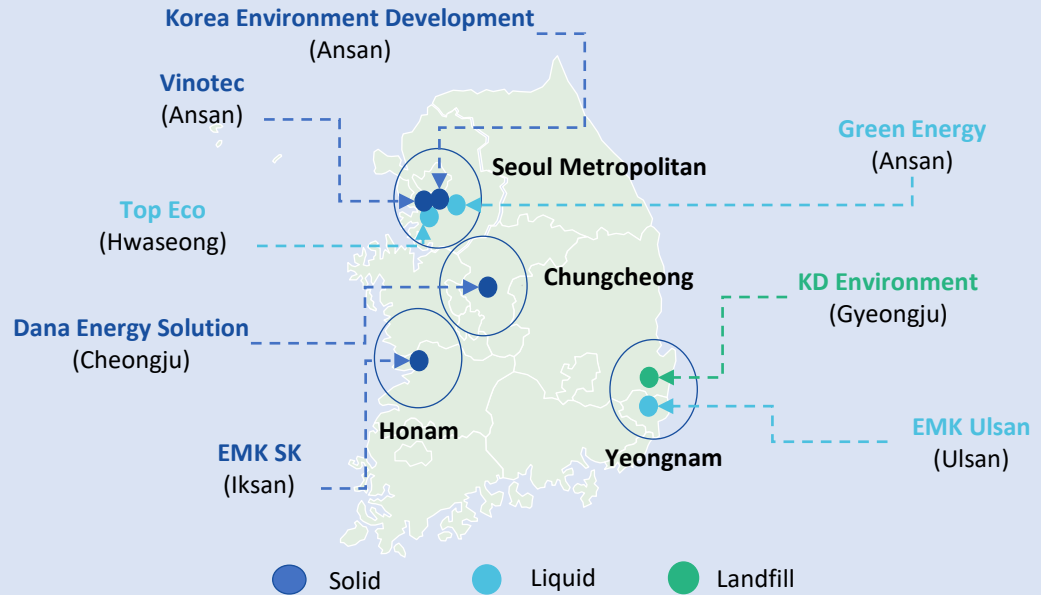 Korea Environment Development
(Ansan)
Vinotec
(Ansan)
Green Energy
(Ansan)
Seoul Metropolitan
Top Eco
(Hwaseong)
Chungcheong
KD Environment
(Gyeongju)
Dana Energy Solution
(Cheongju)
Honam
EMK SK
(Iksan)
Yeongnam
EMK Ulsan
(Ulsan)
Solid
Liquid
Landfill